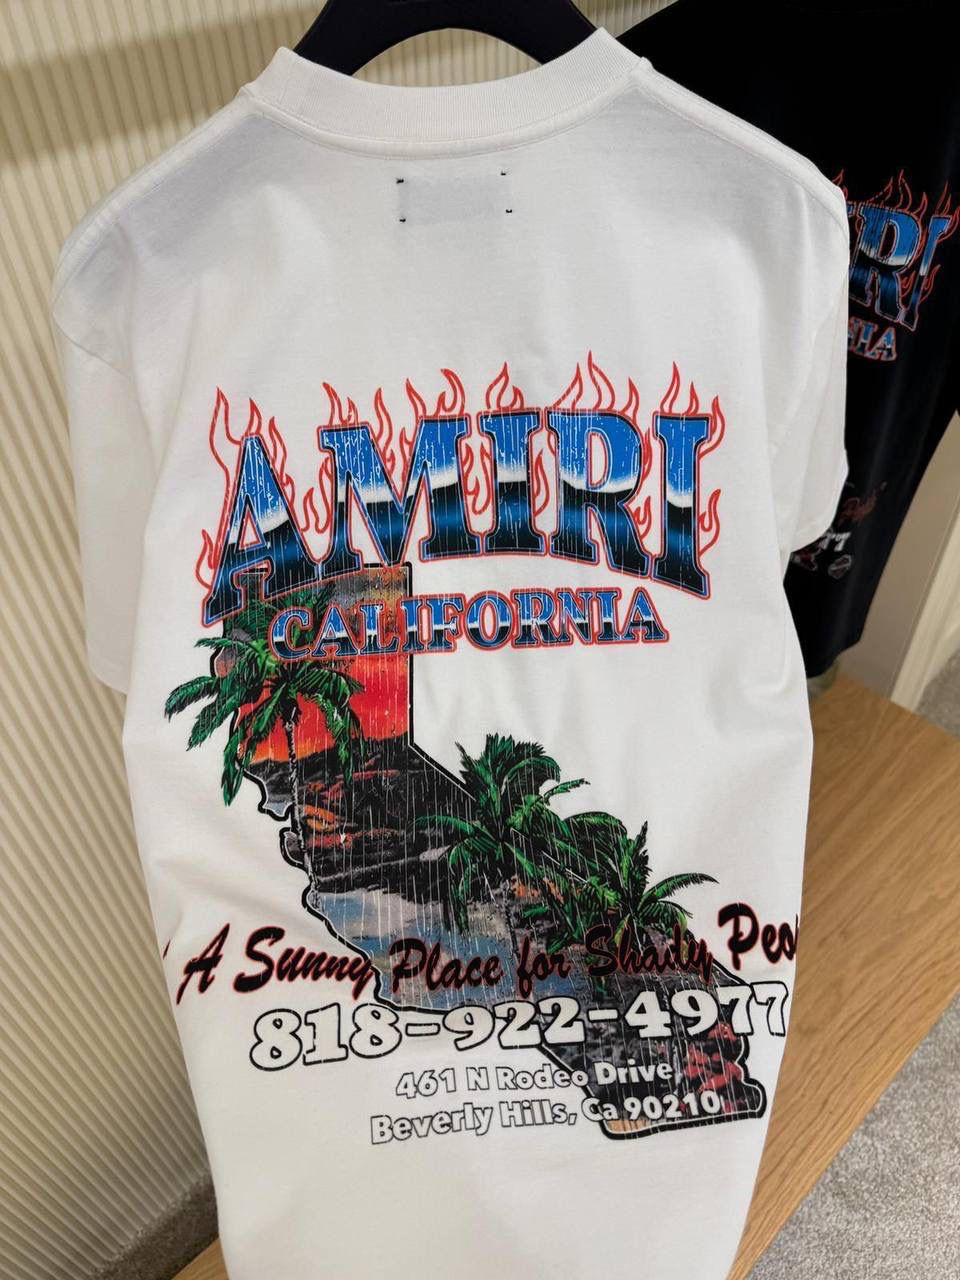 AMIRI
CALIFORNIA
A Sunny Place for Shady
818-922-4977
461 N Rodeo Drive
Beverly Hills, Ca 90210